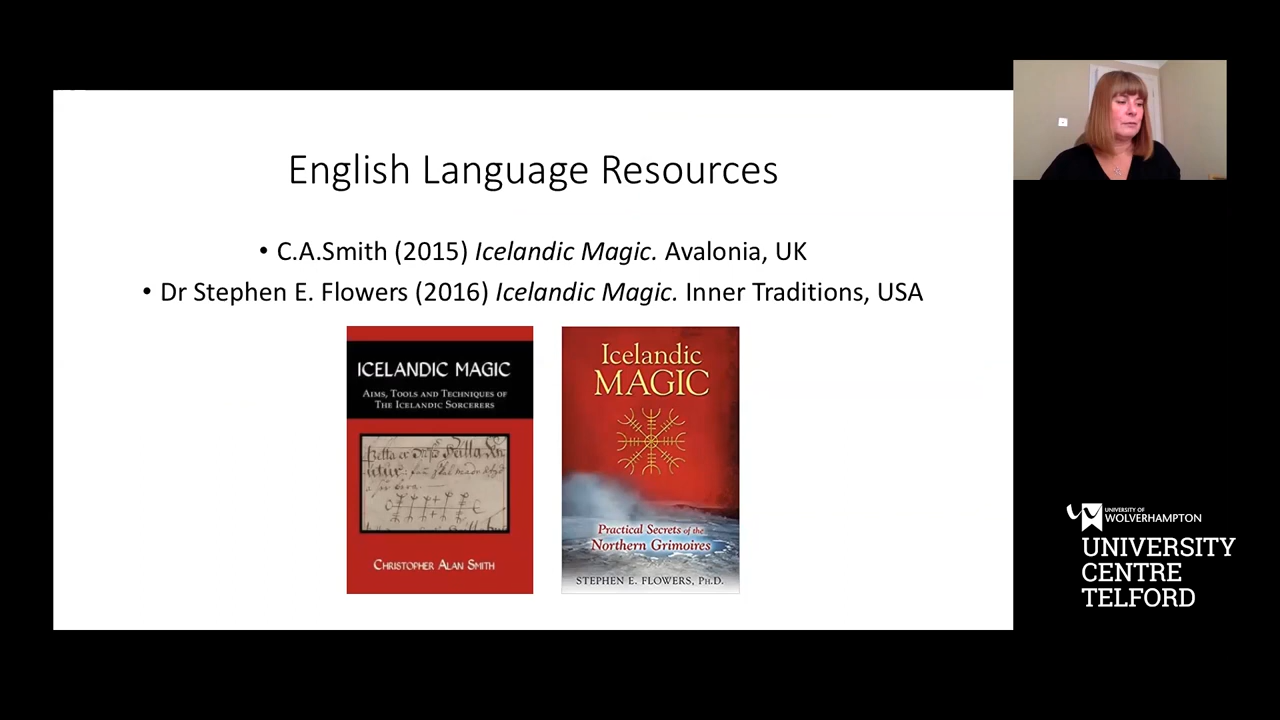 English Language Resources
• C.A.Smith (2015) Icelandic Magic. Avalonia, UK
• Dr Stephen E. Flowers (2016) Icelandic Magic. Inner Traditions, USA
ICELANDIC MAGIC
AIMS, TOOLS AND TECHNIQUES OF
THE ICELANDIC SORCERERS
CHRISTOPHER ALAN SMITH
Icelandic
MAGIC
Practical Secrets of the
Northern Grimoires
STEPHEN E. FLOWERS, PH.D.
UNIVERSITY OF
WOLVERHAMPTON
UNIVERSITY
CENTRE
TELFORD